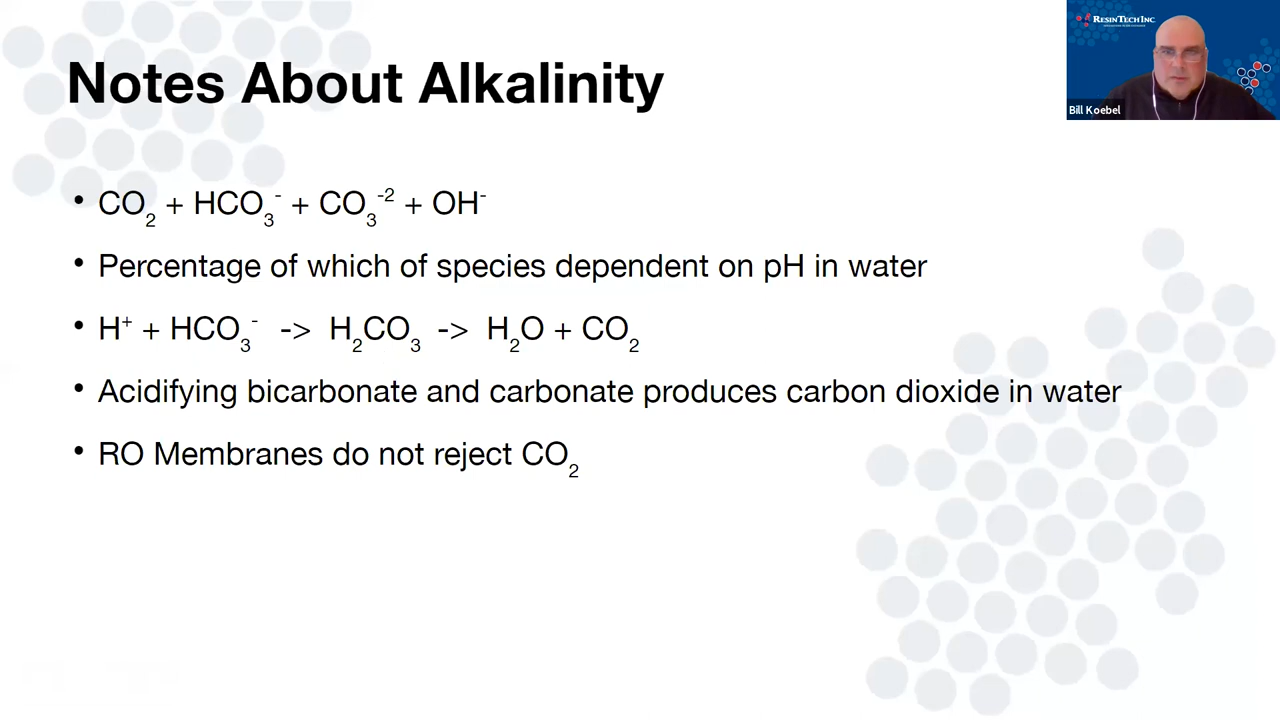 Notes About Alkalinity
RESINTECH INC
Bill Koebel
• CO₂ + HCO₃⁻ + CO₃⁻² + OH⁻
• Percentage of which of species dependent on pH in water
• H⁺ + HCO₃⁻ -> H₂CO₃ -> H₂O + CO₂
• Acidifying bicarbonate and carbonate produces carbon dioxide in water
• RO Membranes do not reject CO₂